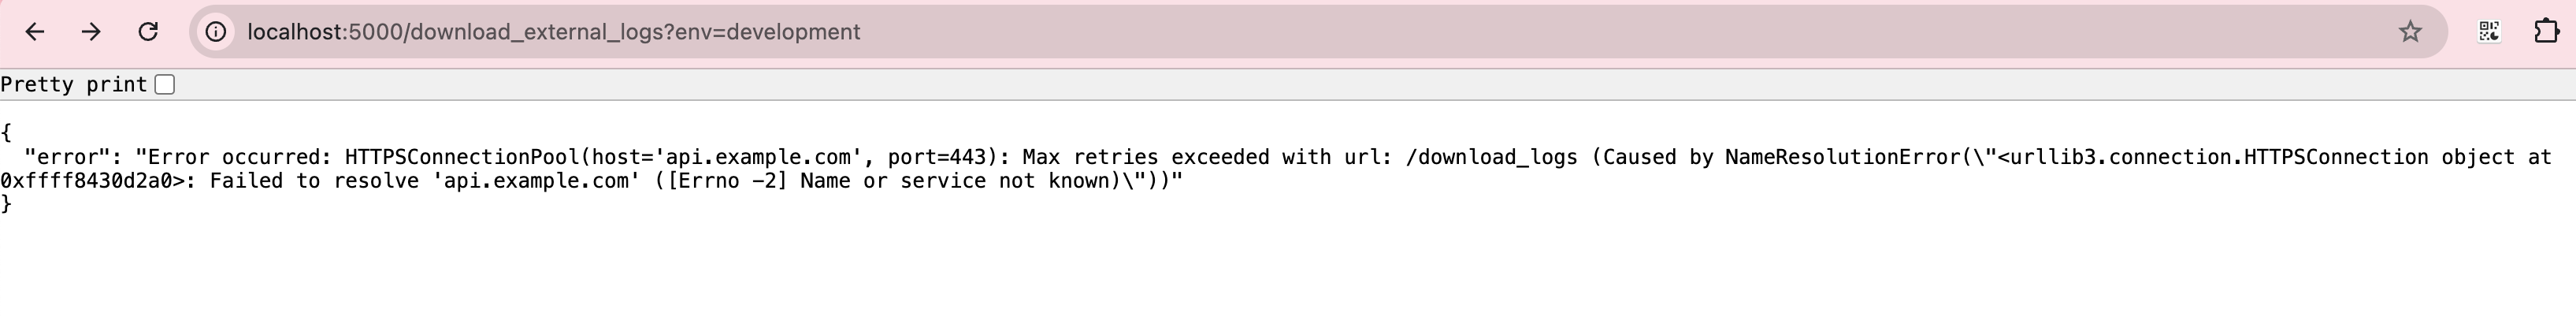 localhost:5000/download_external_logs?env=development
Pretty print
{
  "error": "Error occurred: HTTPSConnectionPool(host='api.example.com', port=443): Max retries exceeded with url: /download_logs (Caused by NameResolutionError(\"<urllib3.connection.HTTPSConnection object at
0xffff8430d2a0>: Failed to resolve 'api.example.com' ([Errno -2] Name or service not known)\"))"
}